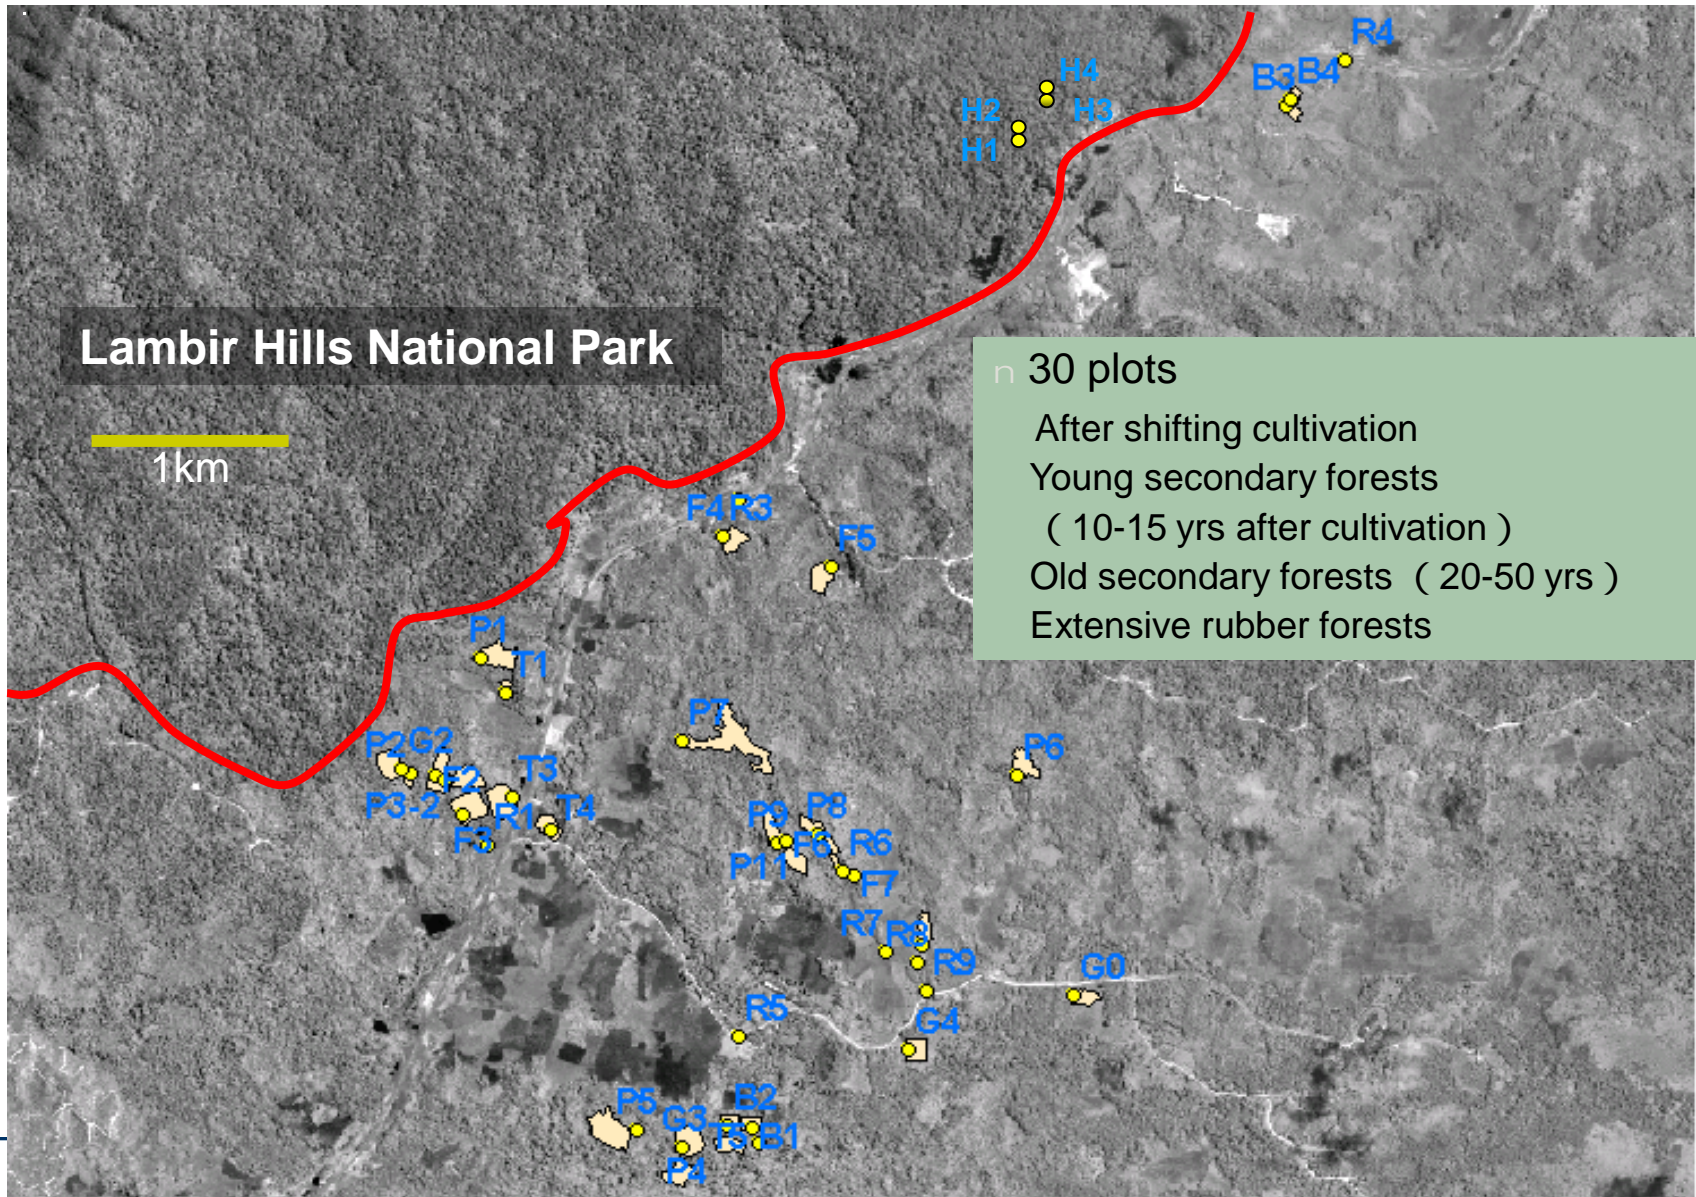 R4
B3 B4
H4
H2 H3
H1
Lambir Hills National Park
1km
n 30 plots
After shifting cultivation
Young secondary forests
( 10-15 yrs after cultivation )
Old secondary forests ( 20-50 yrs )
Extensive rubber forests
F4 R3
F5
P1
T1
P7
P2 G2
F2 T3
P6
P3-2 R1 T4
F3
P9 P8
F6 R6
P11
F7
R7 R8
R9
G0
R5
G4
P5 G3 B2
T5 B1
P4